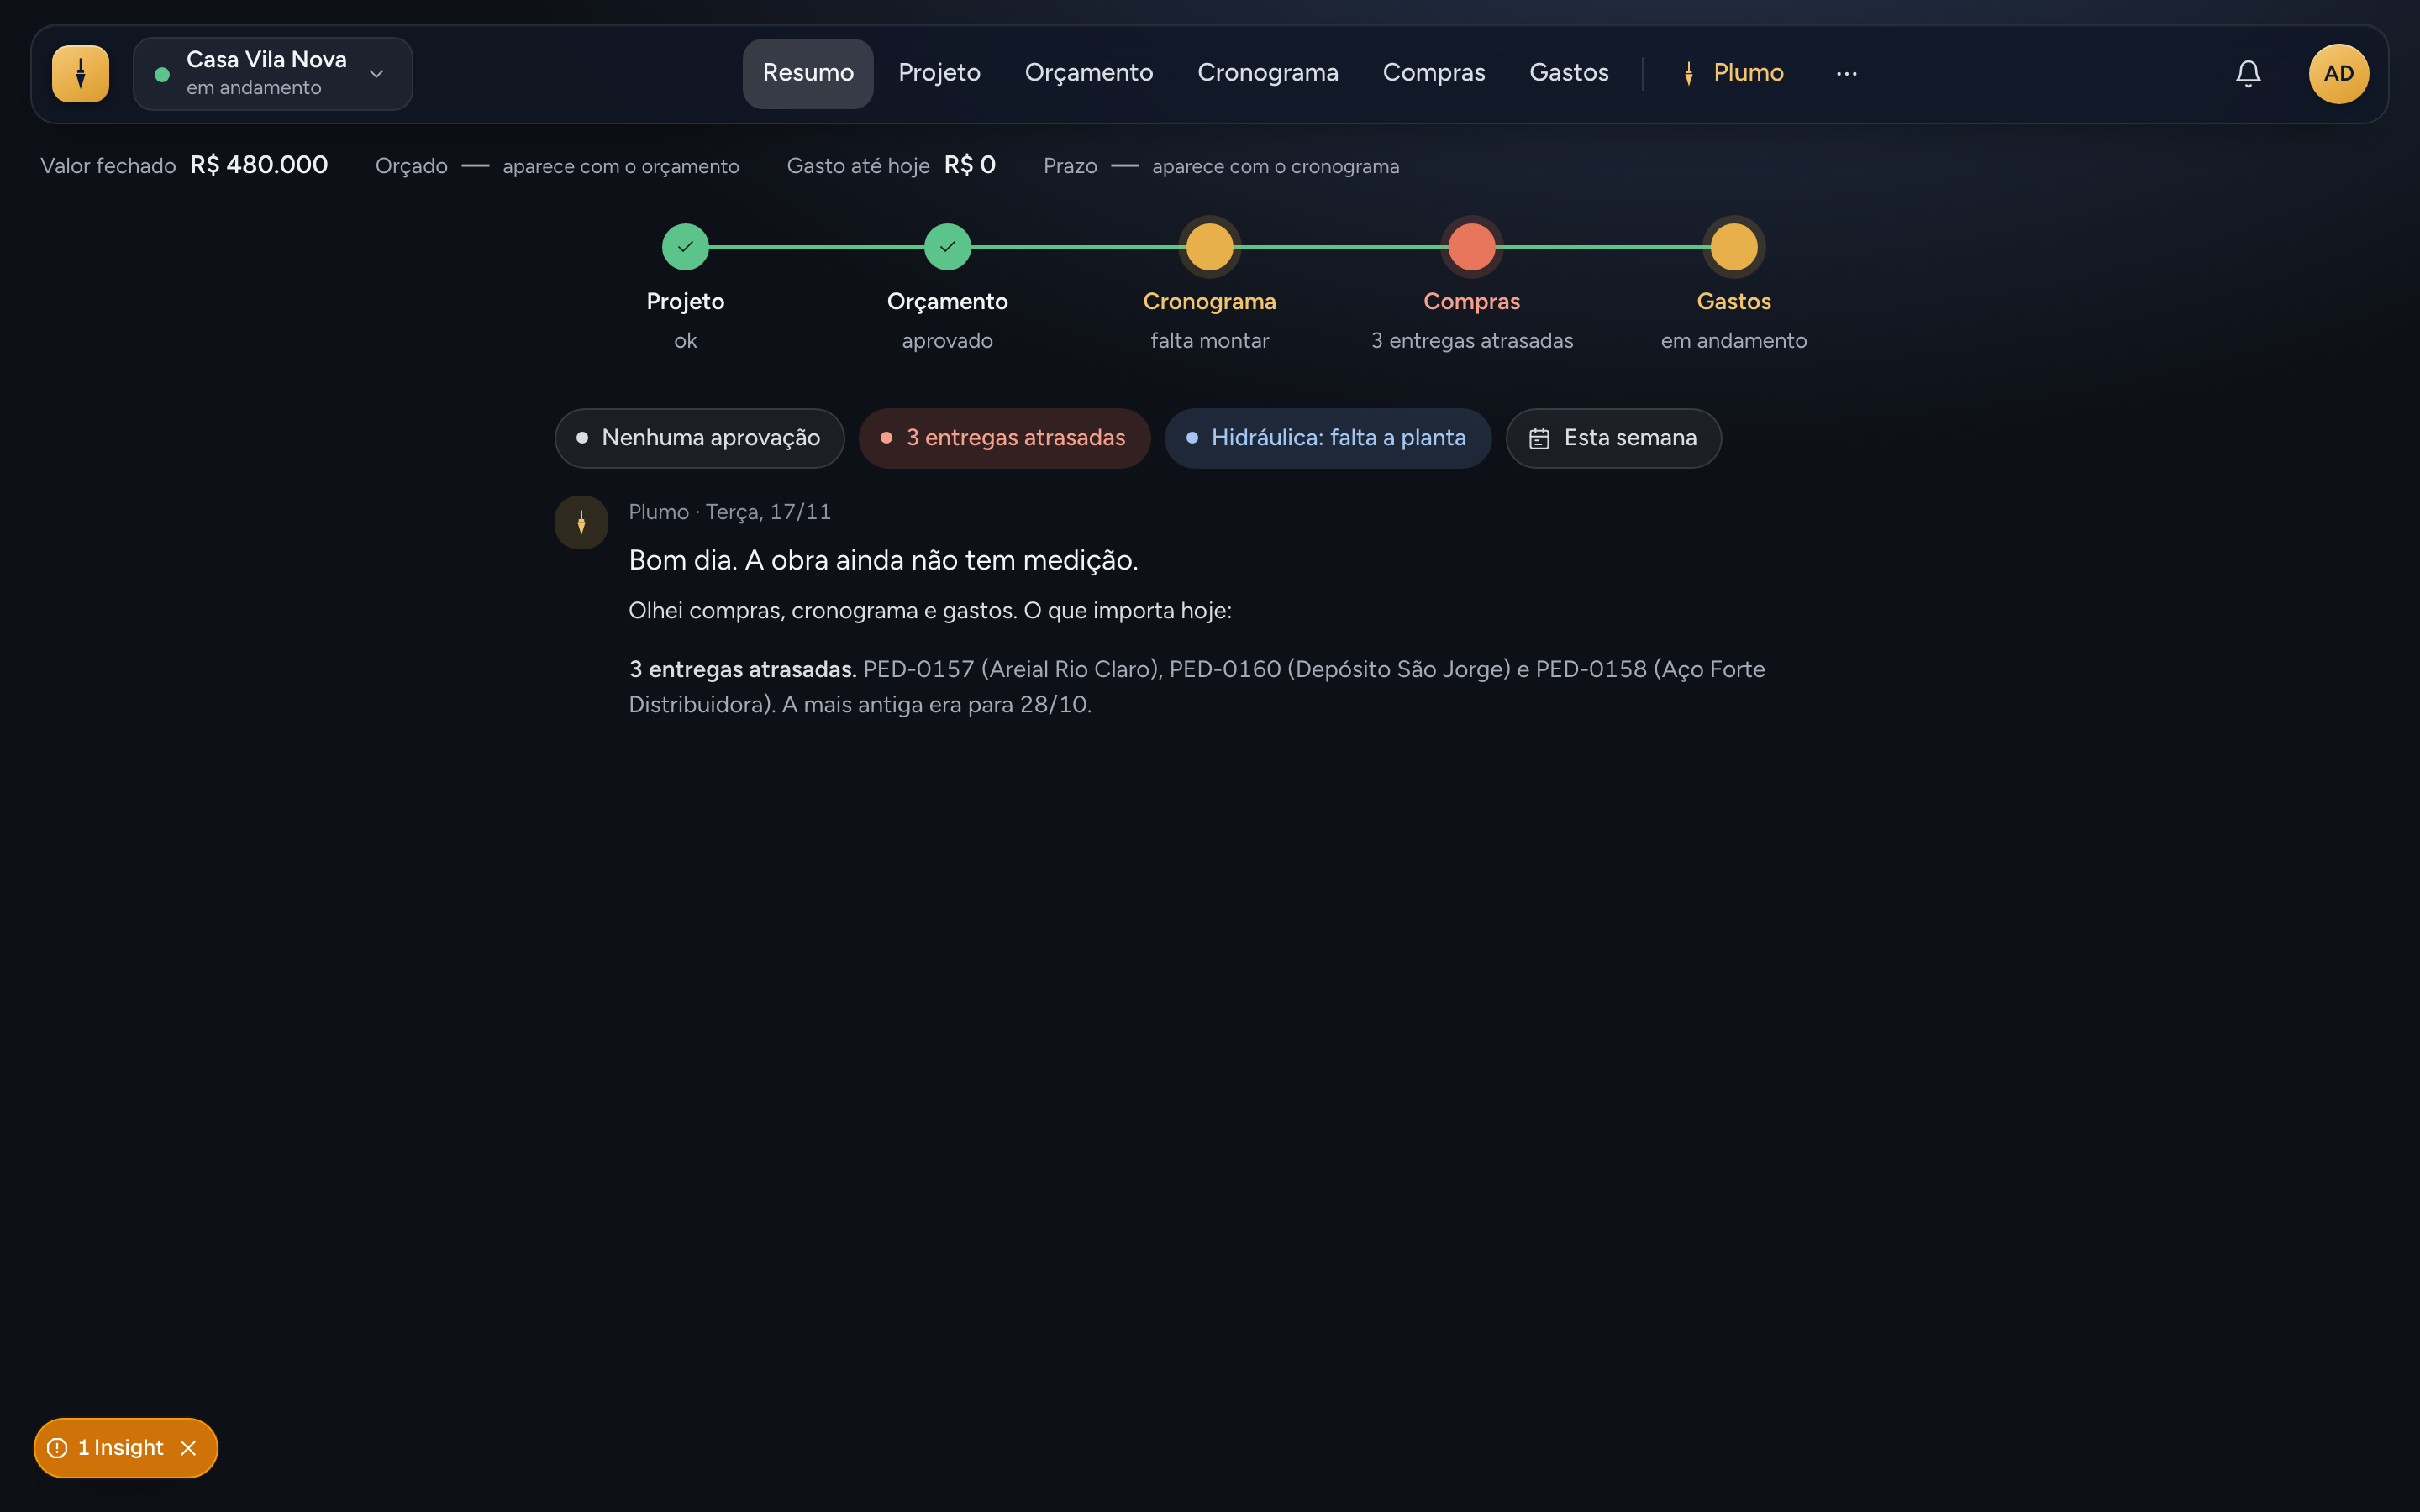 Casa Vila Nova
em andamento
Resumo
Projeto
Orçamento
Cronograma
Compras
Gastos
Plumo
AD
Valor fechado R$ 480.000
Orçado — aparece com o orçamento
Gasto até hoje R$ 0
Prazo — aparece com o cronograma
Projeto
ok
Orçamento
aprovado
Cronograma
falta montar
Compras
3 entregas atrasadas
Gastos
em andamento
Nenhuma aprovação
3 entregas atrasadas
Hidráulica: falta a planta
Esta semana
Plumo · Terça, 17/11
Bom dia. A obra ainda não tem medição.
Olhei compras, cronograma e gastos. O que importa hoje:
3 entregas atrasadas. PED-0157 (Areial Rio Claro), PED-0160 (Depósito São Jorge) e PED-0158 (Aço Forte
Distribuidora). A mais antiga era para 28/10.
1 Insight